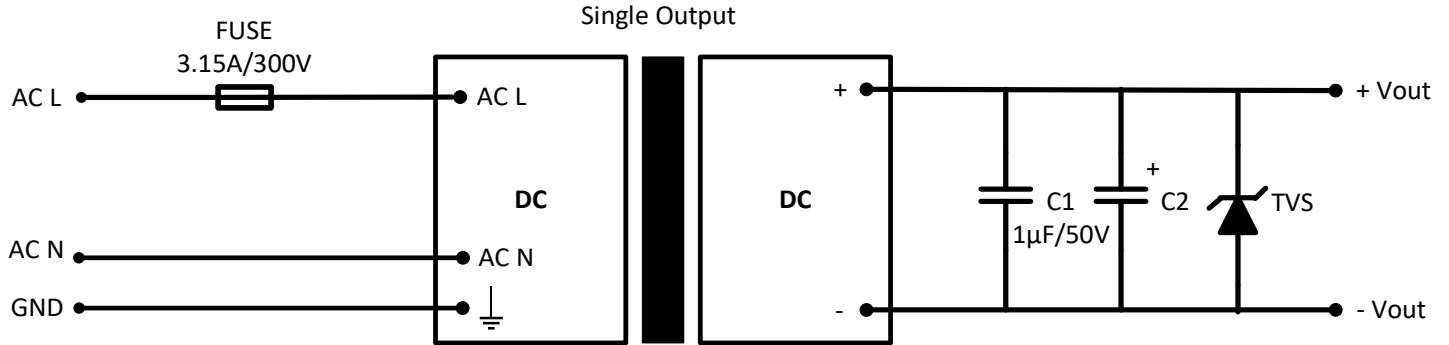 Single Output
FUSE
3.15A/300V
AC L
AC L
+
+ Vout
DC
DC
+
C1
C2
TVS
1µF/50V
AC N
AC N
GND
-
- Vout